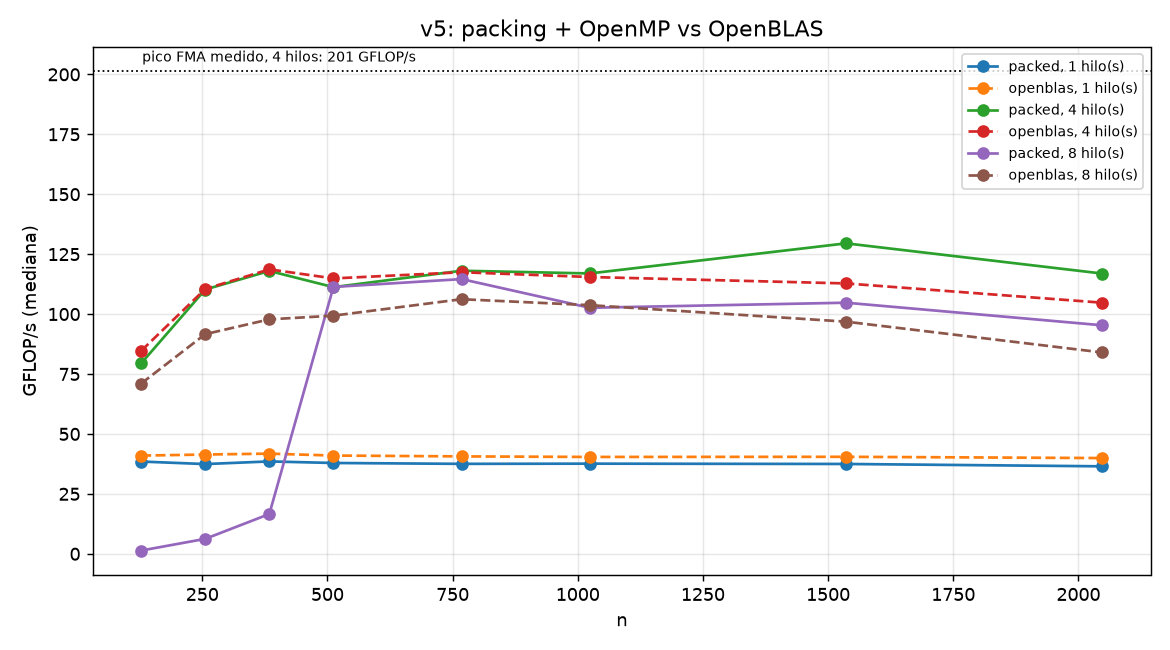 v5: packing + OpenMP vs OpenBLAS
pico FMA medido, 4 hilos: 201 GFLOP/s
packed, 1 hilo(s)
openblas, 1 hilo(s)
packed, 4 hilo(s)
openblas, 4 hilo(s)
packed, 8 hilo(s)
openblas, 8 hilo(s)
GFLOP/s (mediana)
200
175
150
125
100
75
50
25
0
250 500 750 1000 1250 1500 1750 2000
n